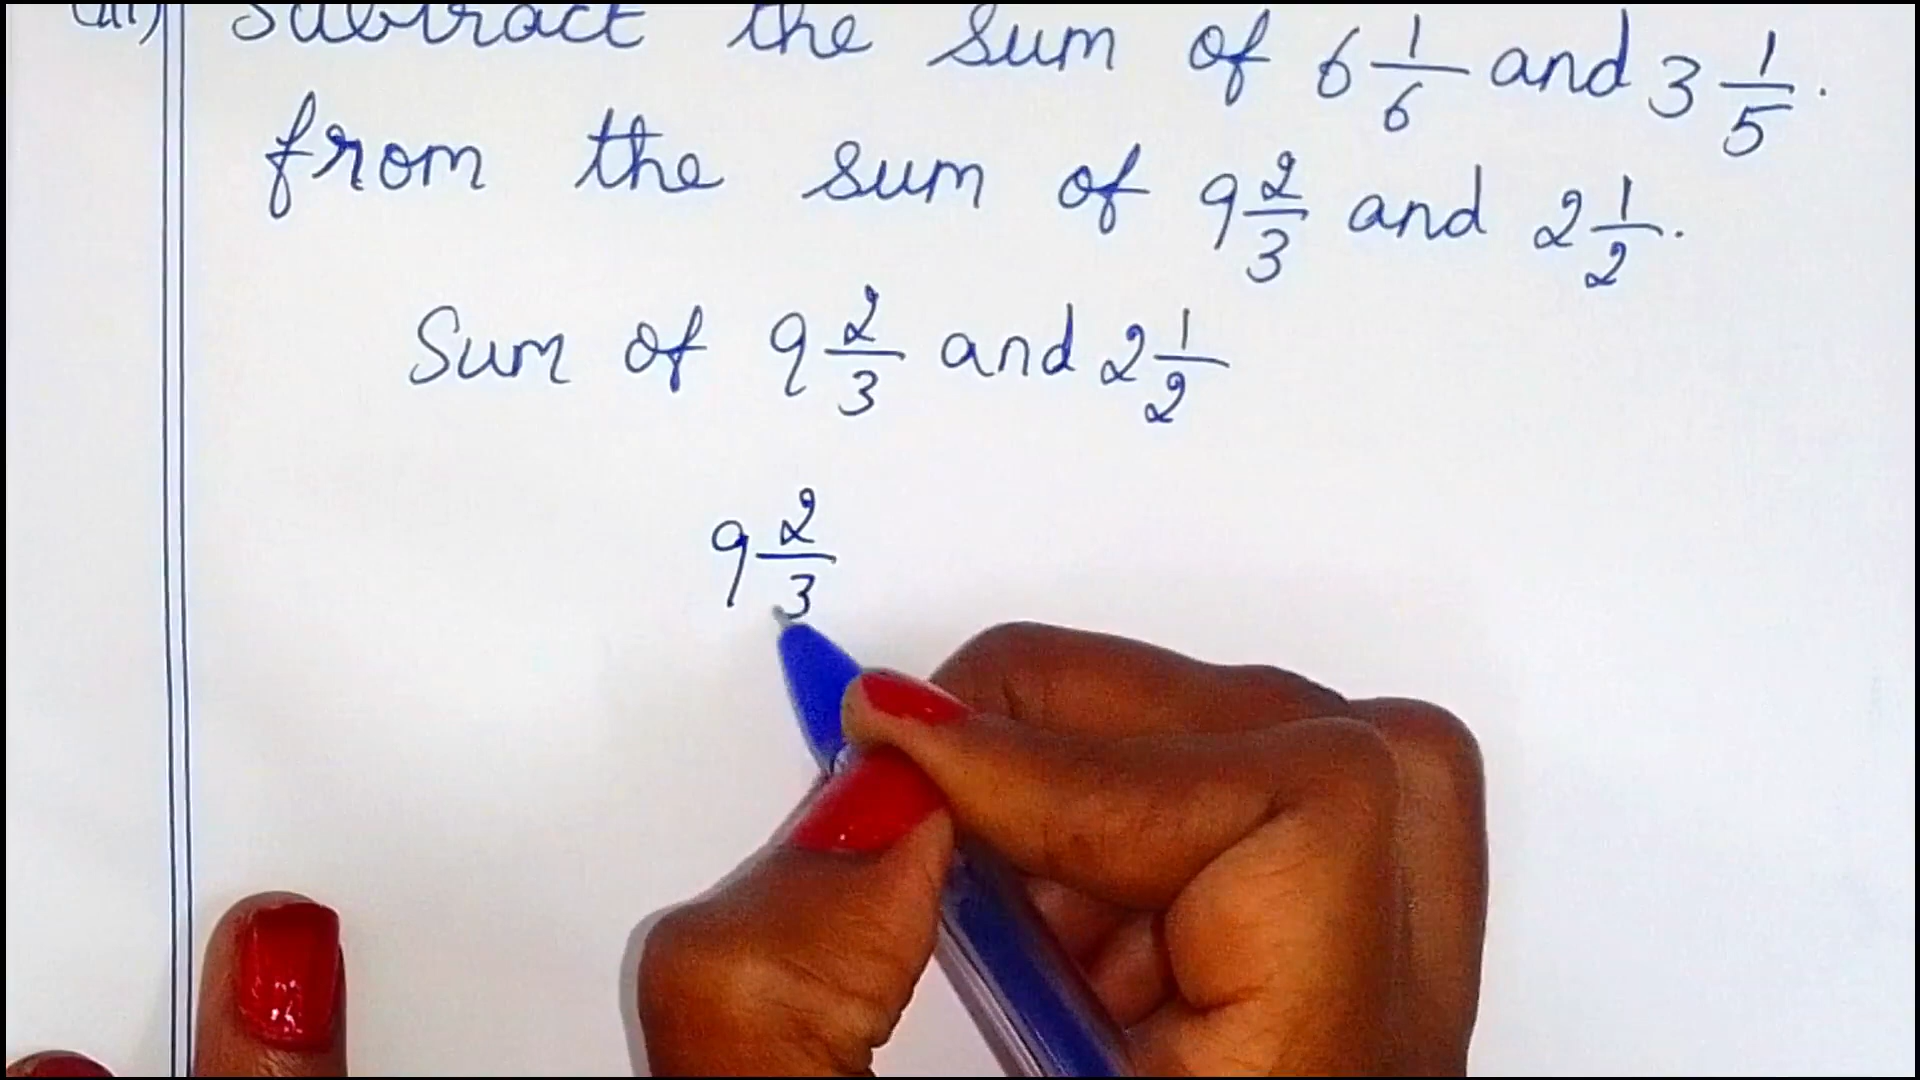 (iii) Subtract the sum of 6 1/6 and 3 1/5.
from the sum of 9 2/3 and 2 1/2.
Sum of 9 2/3 and 2 1/2
9 2/3